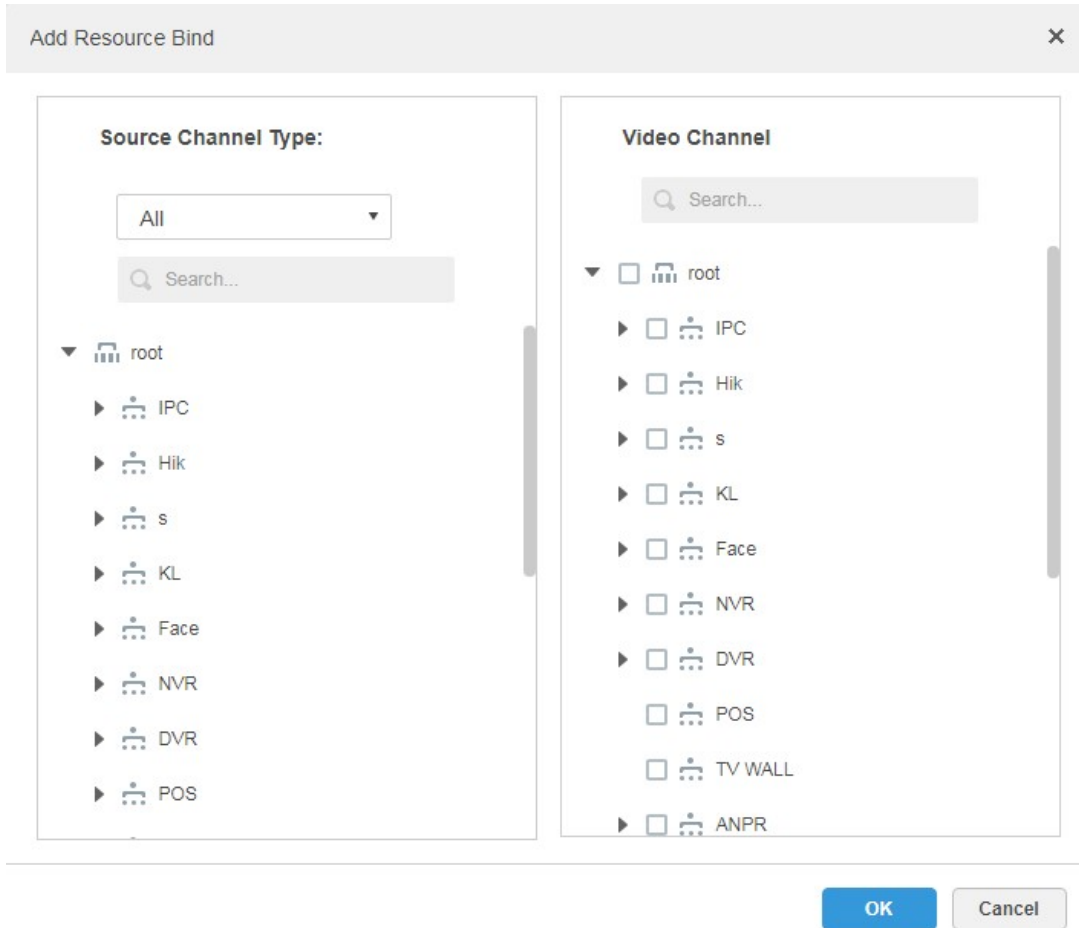 Add Resource Bind
Source Channel Type:
All
Search...
root
IPC
Hik
s
KL
Face
NVR
DVR
POS
Video Channel
Search...
root
IPC
Hik
s
KL
Face
NVR
DVR
POS
TV WALL
ANPR
OK
Cancel